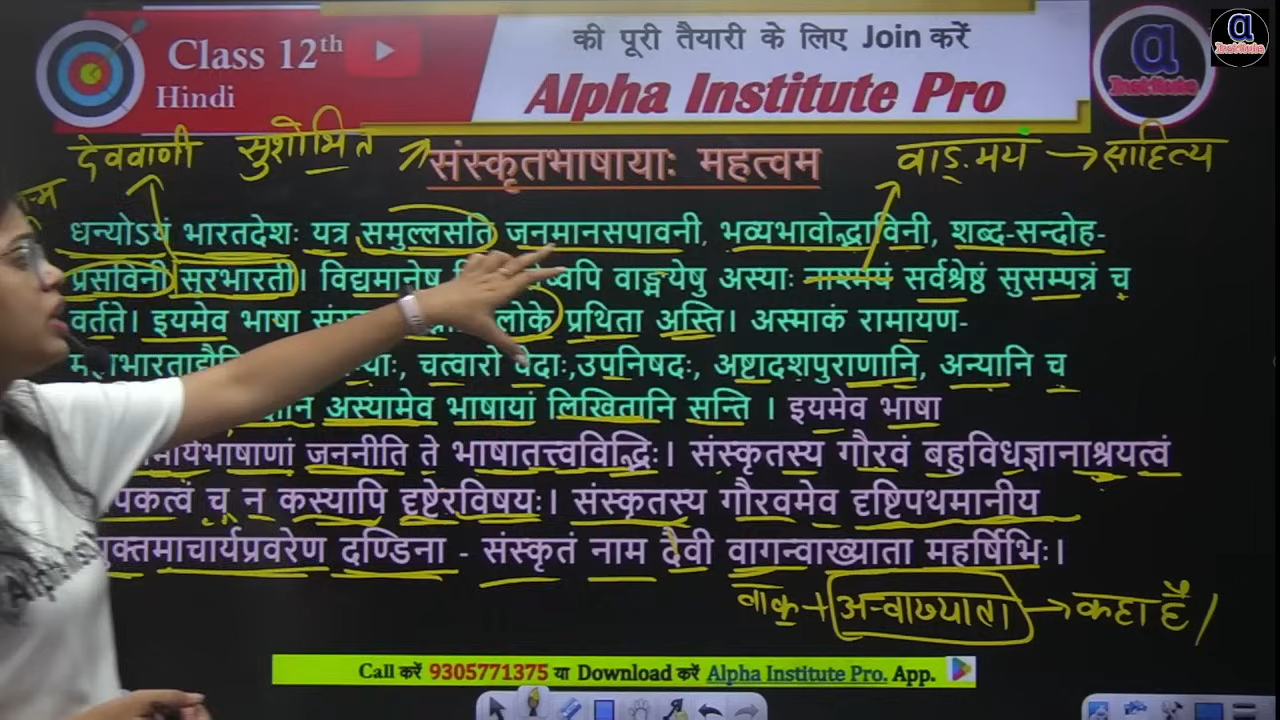 Class 12th
Hindi
की पूरी तैयारी के लिए Join करें
Alpha Institute Pro
α
Institute
α
Institute
देववाणी सुशोभित
संस्कृतभाषायाः महत्वम
वाङ्.मयं → साहित्य
धन्योऽयं भारतदेशः यत्र समुल्लसति जनमानसपावनी, भव्यभावोद्भाविनी, शब्द-सन्दोह-
प्रसविनी सुरभारती। विद्यमानेषु वाङ्मयेषु अस्याः वाङ्मयं सर्वश्रेष्ठं सुसम्पन्नं च
वर्तते। इयमेव भाषा लोके प्रथिता अस्ति। अस्माकं रामायण-
चत्वारो वेदाः,उपनिषदः, अष्टादशपुराणानि, अन्यानि च
अस्यामेव भाषायां लिखितानि सन्ति । इयमेव भाषा
जननीति ते भाषातत्त्वविद्भिः। संस्कृतस्य गौरवं बहुविधज्ञानाश्रयत्वं
च न कस्यापि दृष्टेरविषयः। संस्कृतस्य गौरवमेव दृष्टिपथमानीय
दण्डिना - संस्कृतं नाम दैवी वागन्वाख्याता महर्षिभिः।
वाक् + अन्वाख्याता → कहा है /
Call करें 9305771375 या Download करें Alpha Institute Pro. App.